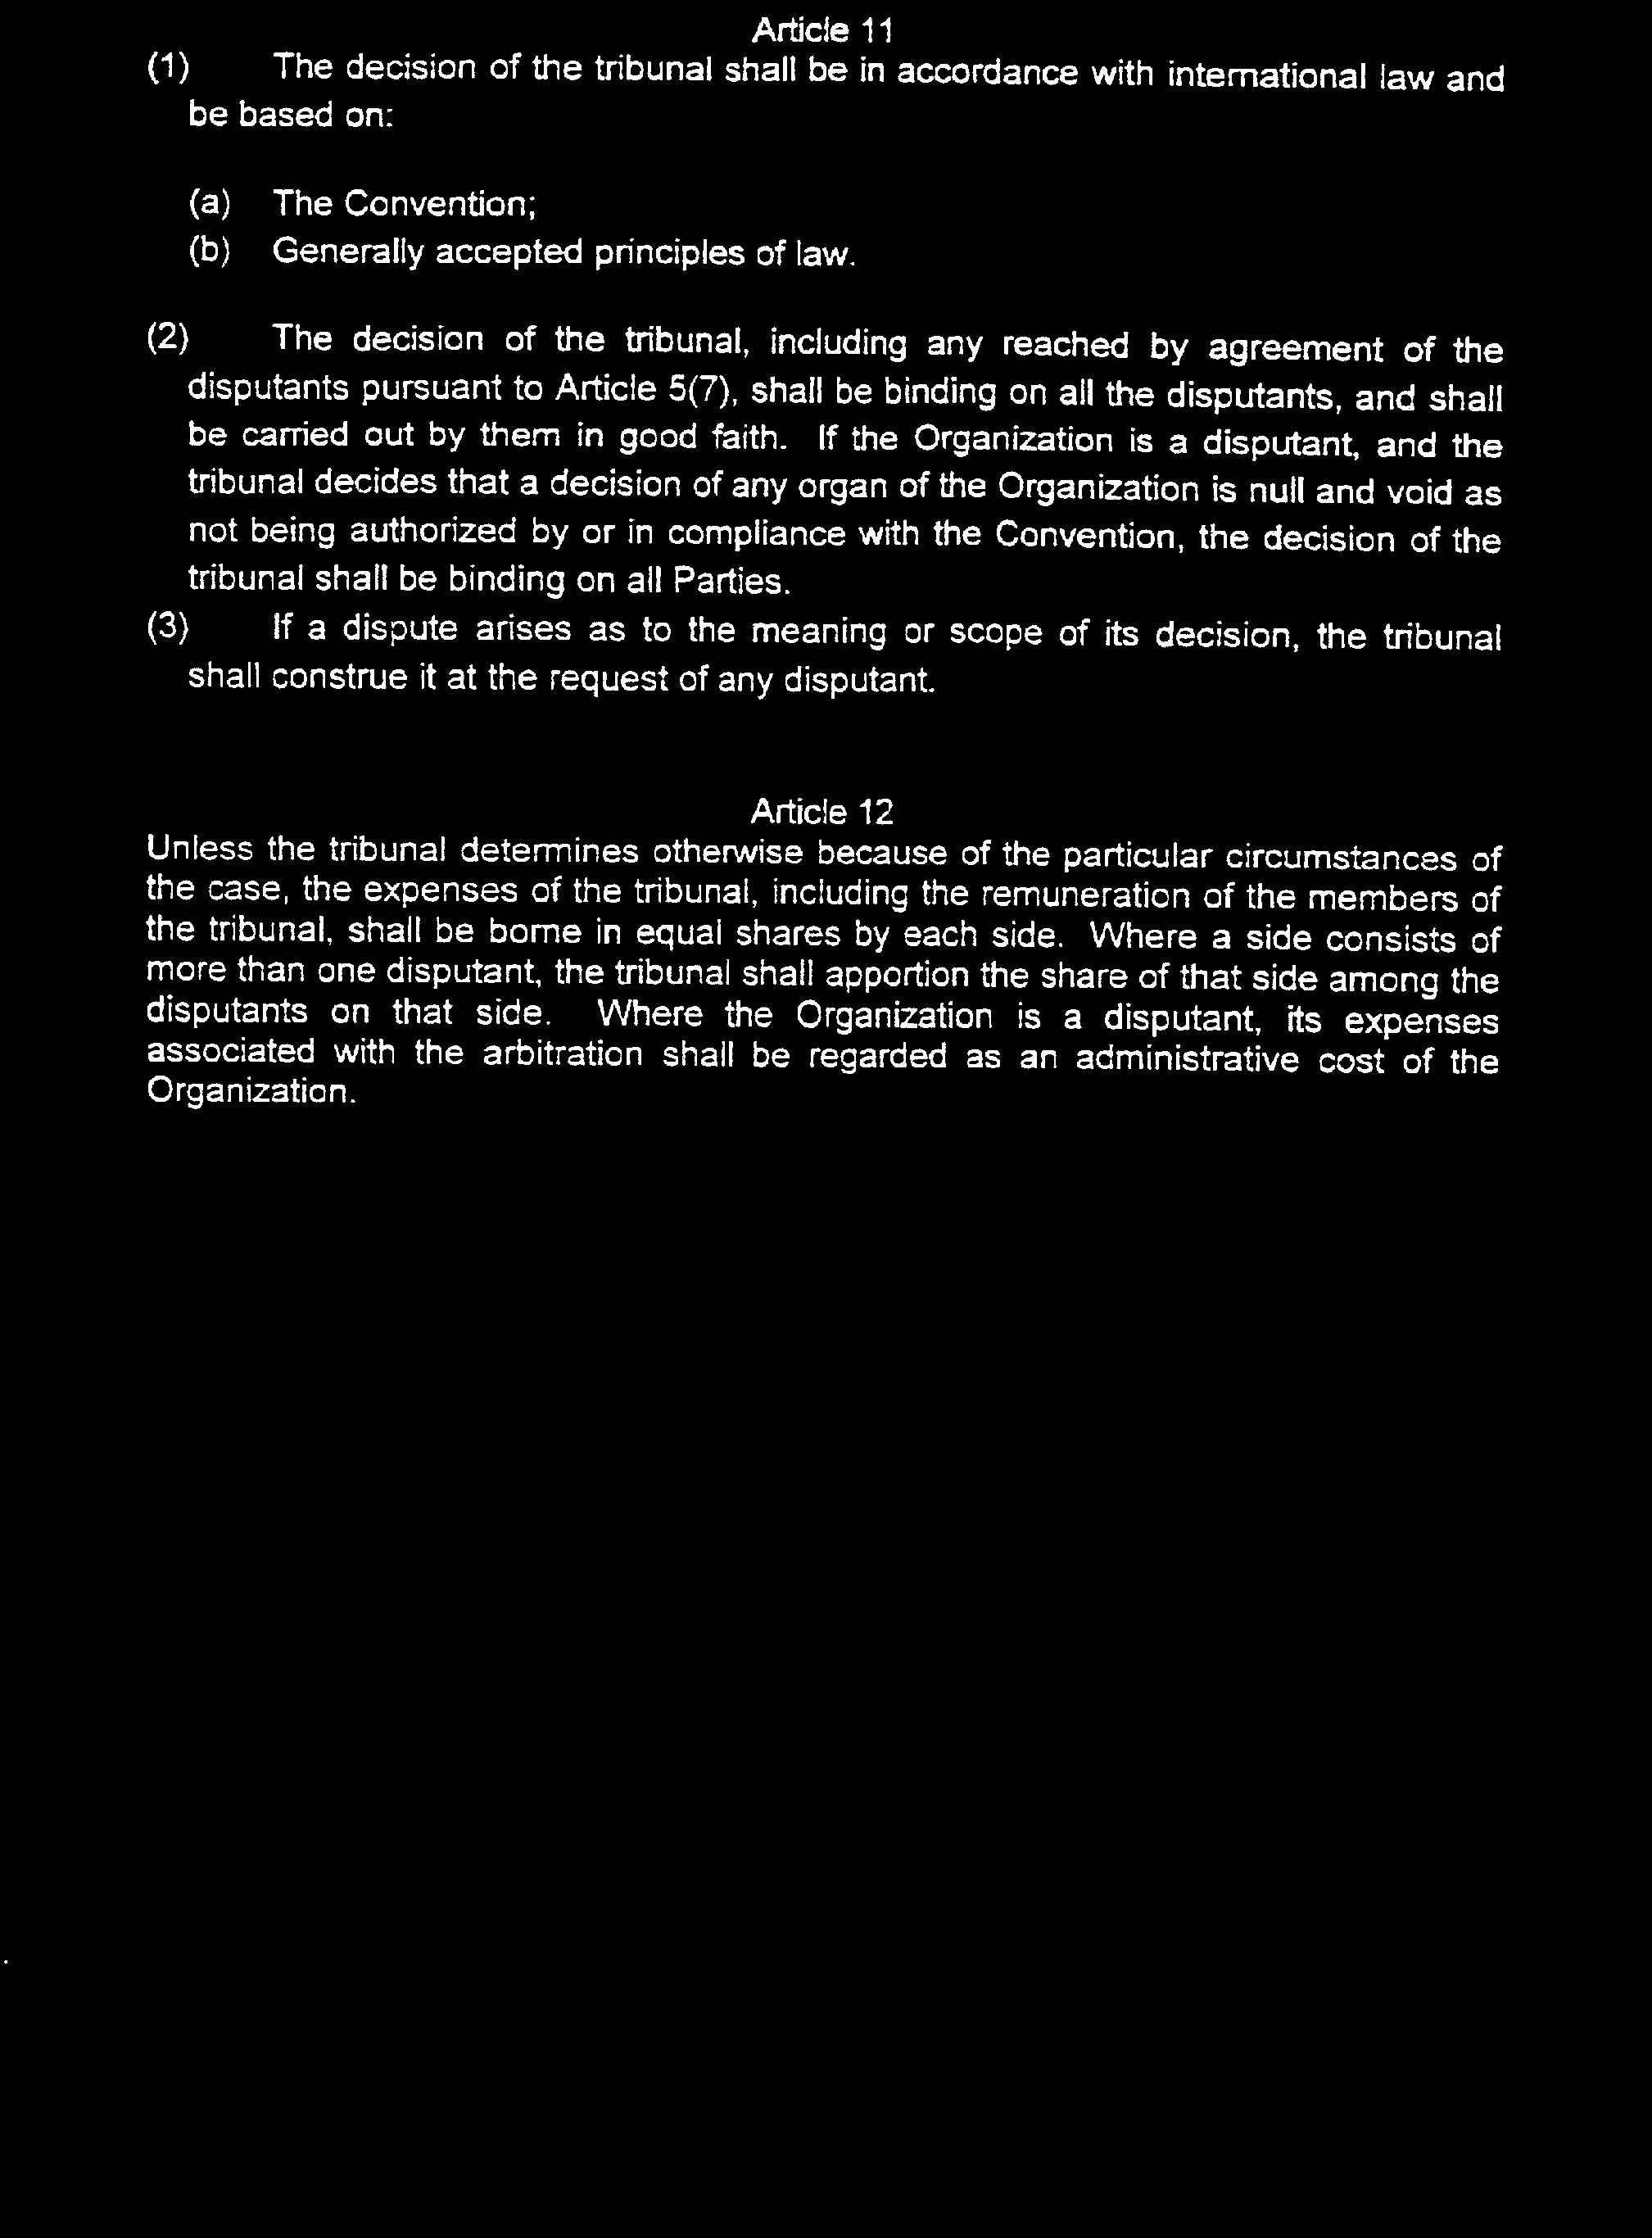 Article 11
(1) The decision of the tribunal shall be in accordance with international law and
be based on:
(a) The Convention;
(b) Generally accepted principles of law.
(2) The decision of the tribunal, including any reached by agreement of the
disputants pursuant to Article 5(7), shall be binding on all the disputants, and shall
be carried out by them in good faith. If the Organization is a disputant, and the
tribunal decides that a decision of any organ of the Organization is null and void as
not being authorized by or in compliance with the Convention, the decision of the
tribunal shall be binding on all Parties.
(3) If a dispute arises as to the meaning or scope of its decision, the tribunal
shall construe it at the request of any disputant.
Article 12
Unless the tribunal determines otherwise because of the particular circumstances of
the case, the expenses of the tribunal, including the remuneration of the members of
the tribunal, shall be borne in equal shares by each side. Where a side consists of
more than one disputant, the tribunal shall apportion the share of that side among the
disputants on that side. Where the Organization is a disputant, its expenses
associated with the arbitration shall be regarded as an administrative cost of the
Organization.